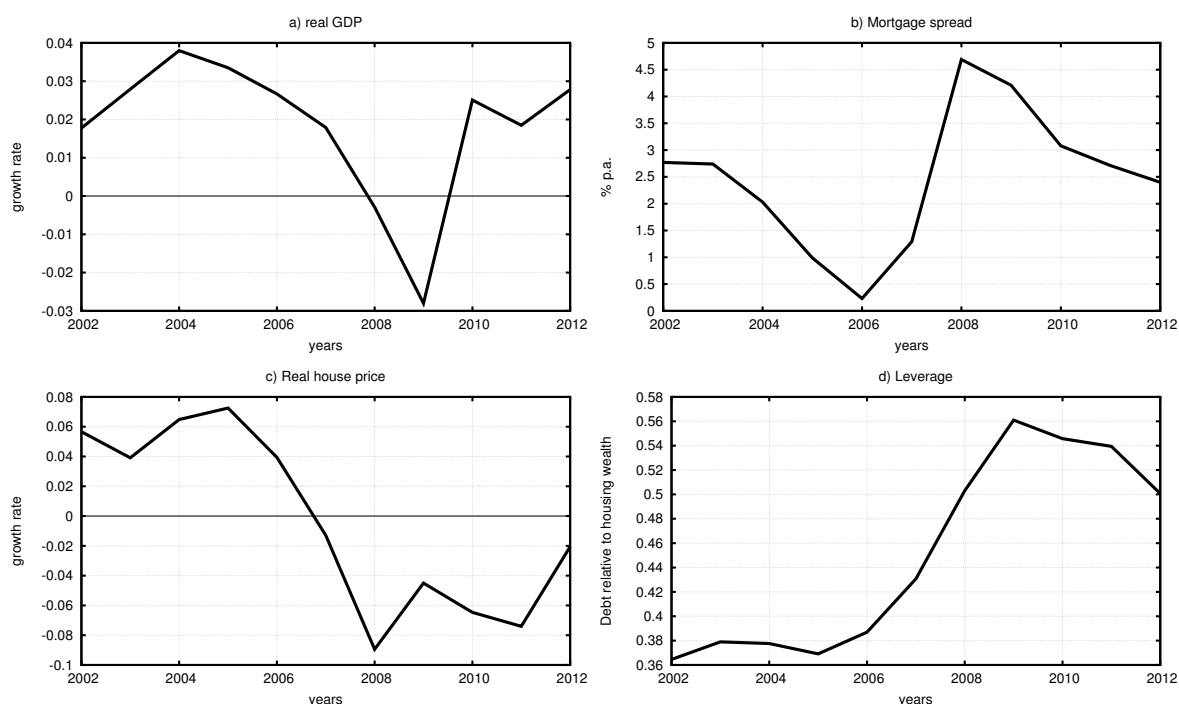 a) real GDP
growth rate
0.04
0.03
0.02
0.01
0
-0.01
-0.02
-0.03
2002 2004 2006 2008 2010 2012
years
b) Mortgage spread
% p.a.
5
4.5
4
3.5
3
2.5
2
1.5
1
0.5
0
2002 2004 2006 2008 2010 2012
years
c) Real house price
growth rate
0.08
0.06
0.04
0.02
0
-0.02
-0.04
-0.06
-0.08
-0.1
2002 2004 2006 2008 2010 2012
years
d) Leverage
Debt relative to housing wealth
0.58
0.56
0.54
0.52
0.5
0.48
0.46
0.44
0.42
0.4
0.38
0.36
2002 2004 2006 2008 2010 2012
years